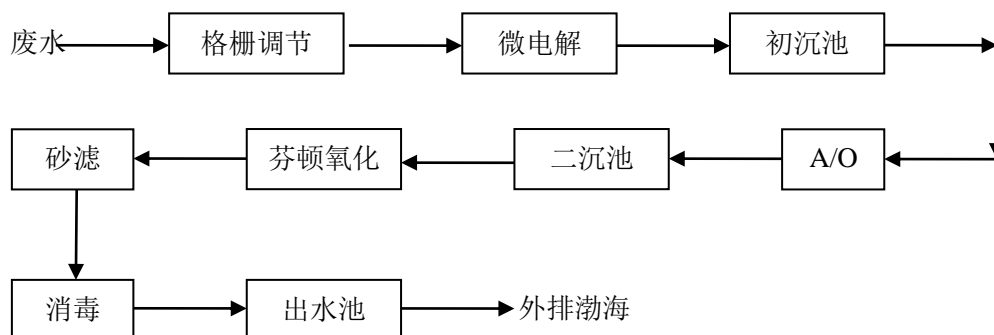 废水 格栅调节 微电解 初沉池
砂滤 芬顿氧化 二沉池 A/O
消毒 出水池 外排渤海